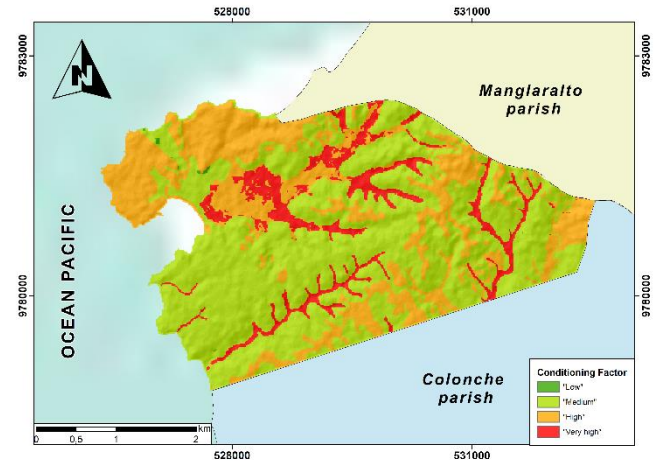 528000
531000
9783000
9783000
N
Manglaralto
parish
OCEAN PACIFIC
9780000
9780000
Colonche
parish
Conditioning Factor
"Low"
"Medium"
"High"
"Very high"
km
0 0,5 1 2
528000
531000